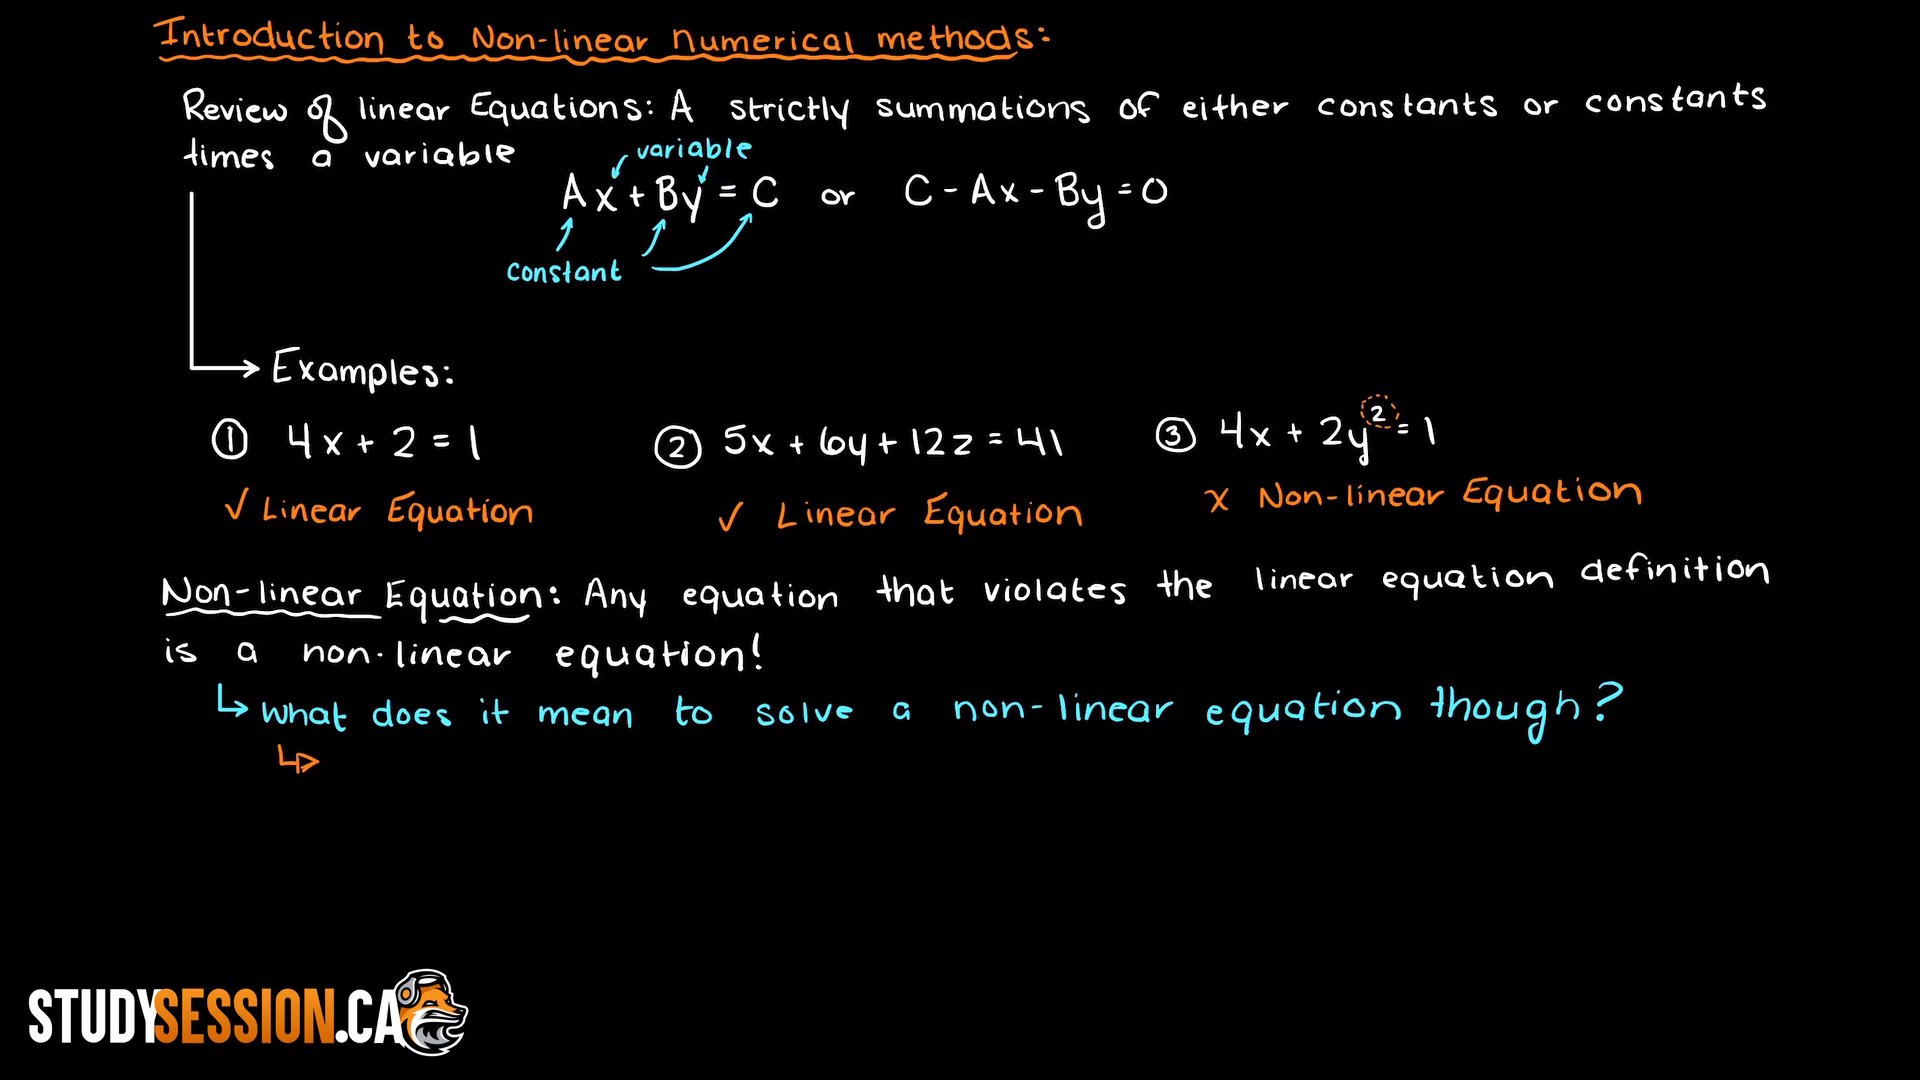 Introduction to Non-linear Numerical methods:
Review of linear Equations: A strictly summations of either constants or constants
times a variable
variable
Ax + By = C or C - Ax - By = 0
constant
Examples:
① 4x + 2 = 1 ② 5x + 6y + 12z = 41 ③ 4x + 2y² = 1
✓ Linear Equation ✓ Linear Equation x Non-linear Equation
Non-linear Equation: Any equation that violates the linear equation definition
is a non-linear equation!
↳ what does it mean to solve a non-linear equation though?
STUDYSESSION.CA